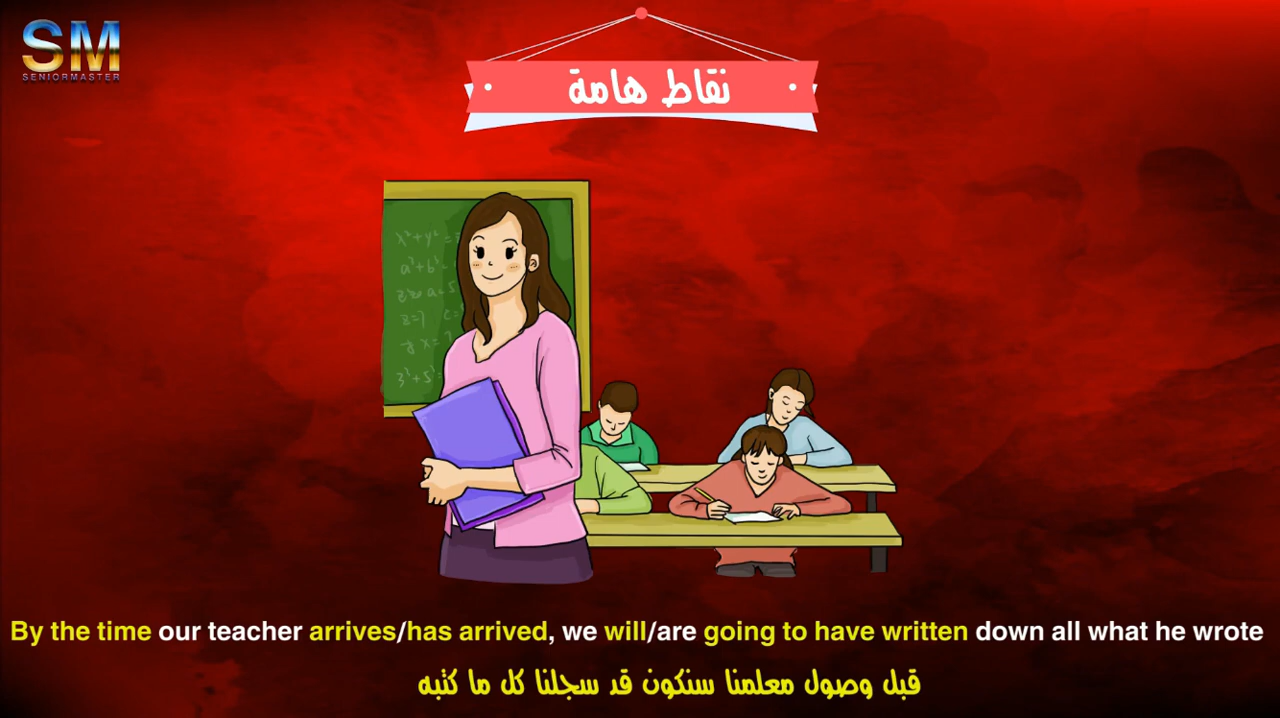 SM
SENIORMASTER
نقاط هامة
By the time our teacher arrives/has arrived, we will/are going to have written down all what he wrote
قبل وصول معلمنا سنكون قد سجلنا كل ما كتبه